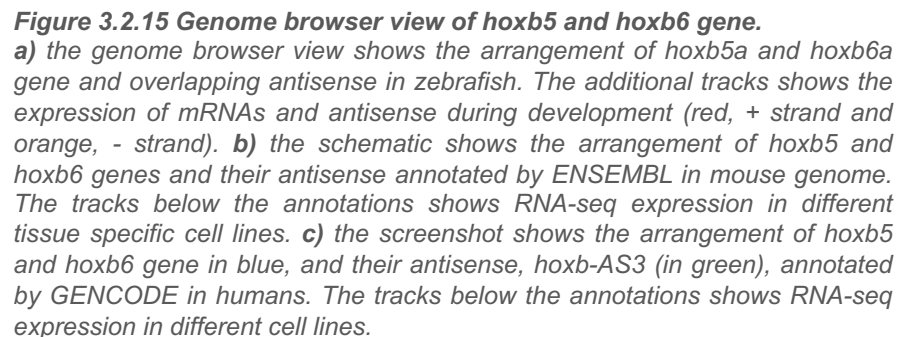 Figure 3.2.15 Genome browser view of hoxb5 and hoxb6 gene.
a) the genome browser view shows the arrangement of hoxb5a and hoxb6a
gene and overlapping antisense in zebrafish. The additional tracks shows the
expression of mRNAs and antisense during development (red, + strand and
orange, - strand). b) the schematic shows the arrangement of hoxb5 and
hoxb6 genes and their antisense annotated by ENSEMBL in mouse genome.
The tracks below the annotations shows RNA-seq expression in different
tissue specific cell lines. c) the screenshot shows the arrangement of hoxb5
and hoxb6 gene in blue, and their antisense, hoxb-AS3 (in green), annotated
by GENCODE in humans. The tracks below the annotations shows RNA-seq
expression in different cell lines.